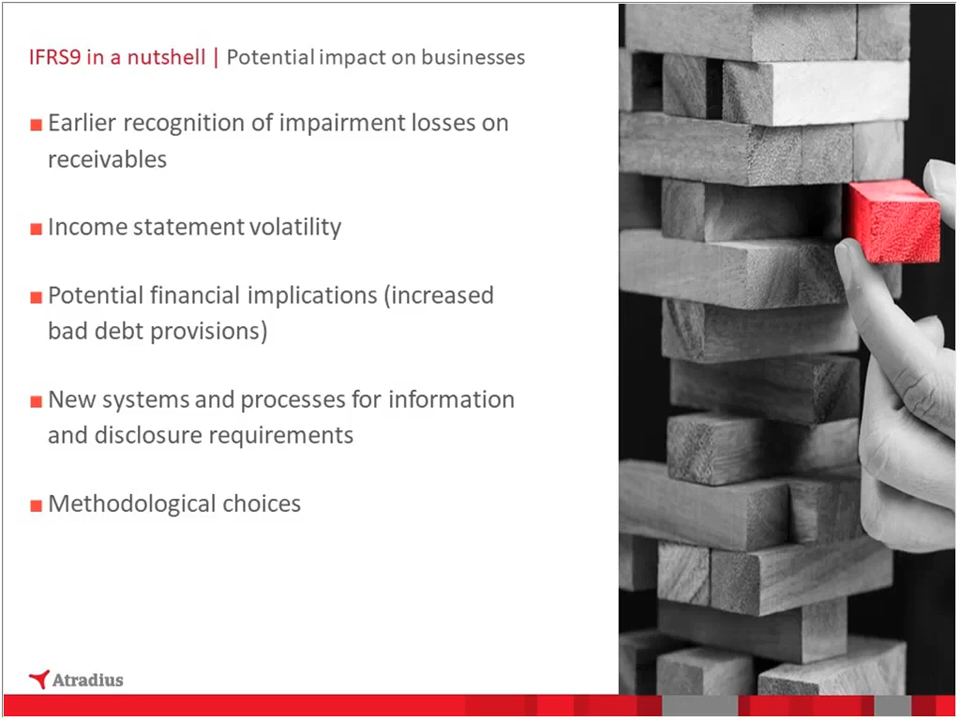 IFRS9 in a nutshell | Potential impact on businesses
■ Earlier recognition of impairment losses on
receivables
■ Income statement volatility
■ Potential financial implications (increased
bad debt provisions)
■ New systems and processes for information
and disclosure requirements
■ Methodological choices
Atradius